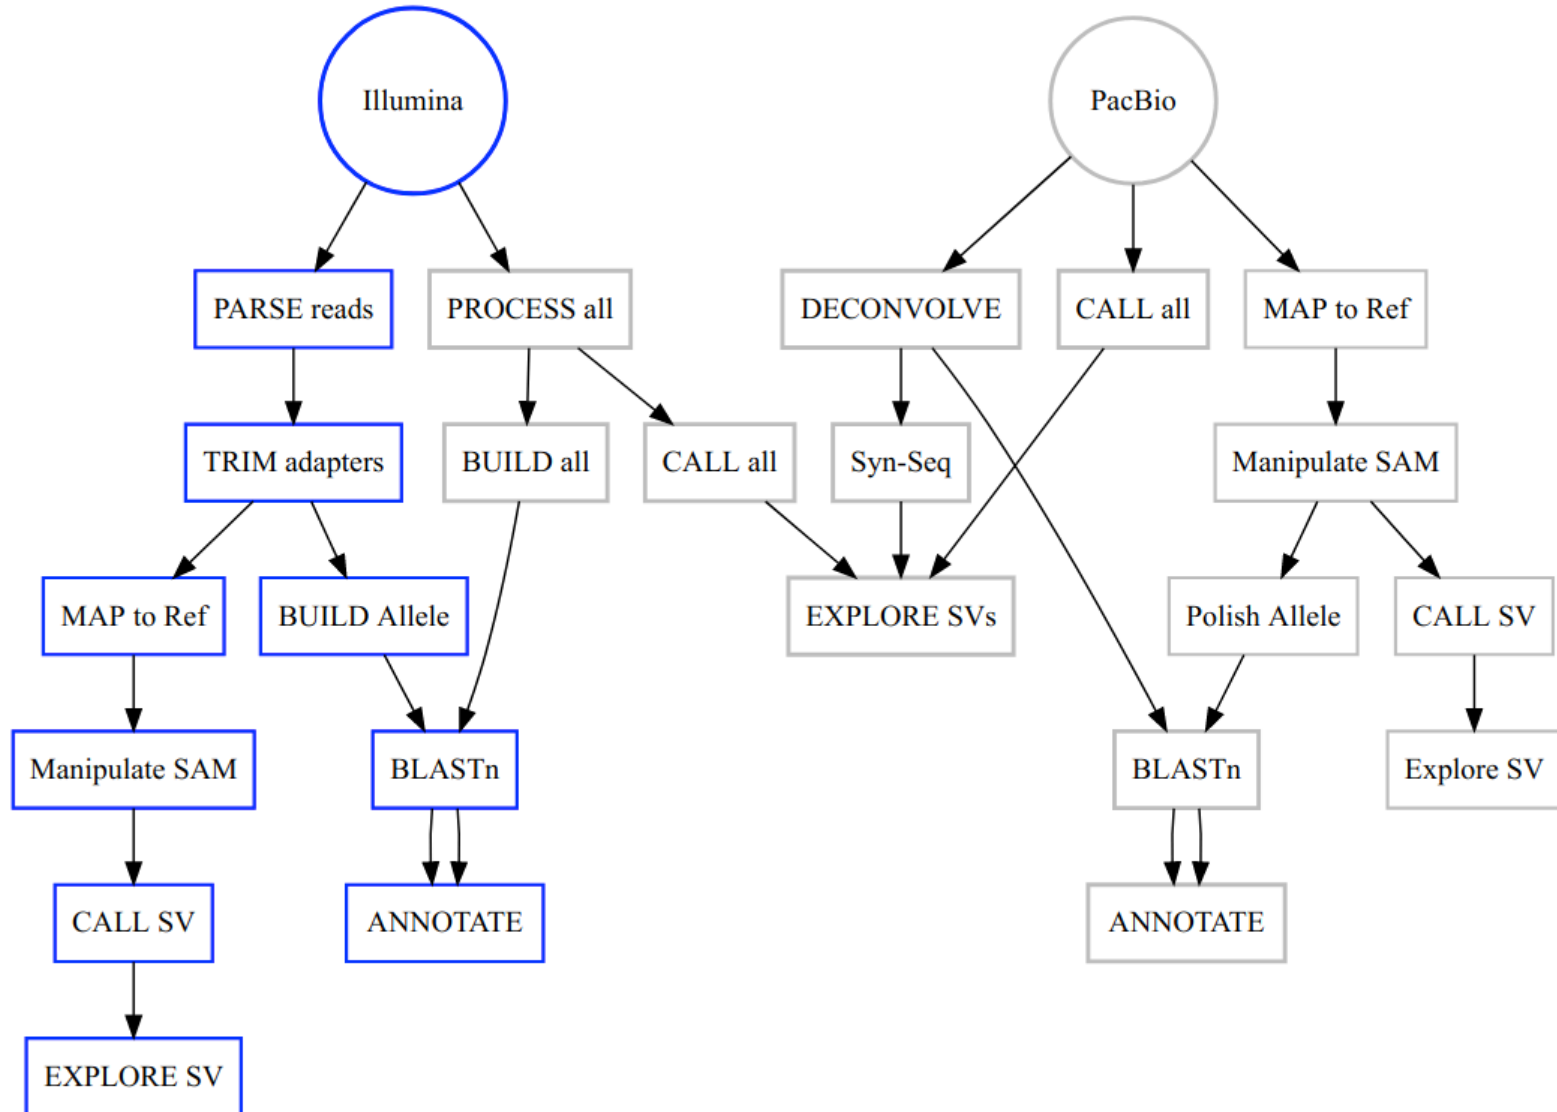 Illumina
PacBio
PARSE reads
PROCESS all
DECONVOLVE
CALL all
MAP to Ref
TRIM adapters
BUILD all
CALL all
Syn-Seq
Manipulate SAM
MAP to Ref
BUILD Allele
EXPLORE SVs
Polish Allele
CALL SV
Manipulate SAM
BLASTn
BLASTn
Explore SV
CALL SV
ANNOTATE
ANNOTATE
EXPLORE SV